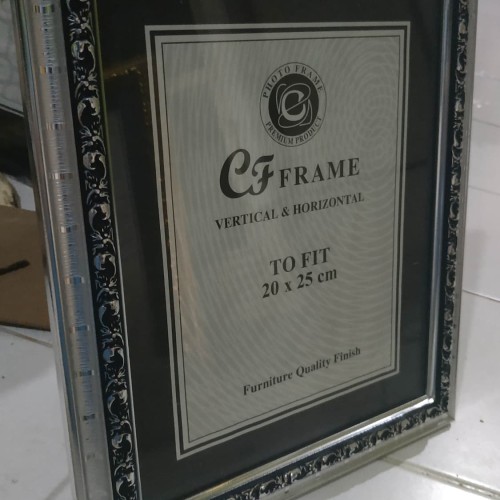 PHOTO FRAME
PREMIUM PRODUCT
CF FRAME
VERTICAL & HORIZONTAL
TO FIT
20 x 25 cm
Furniture Quality Finish